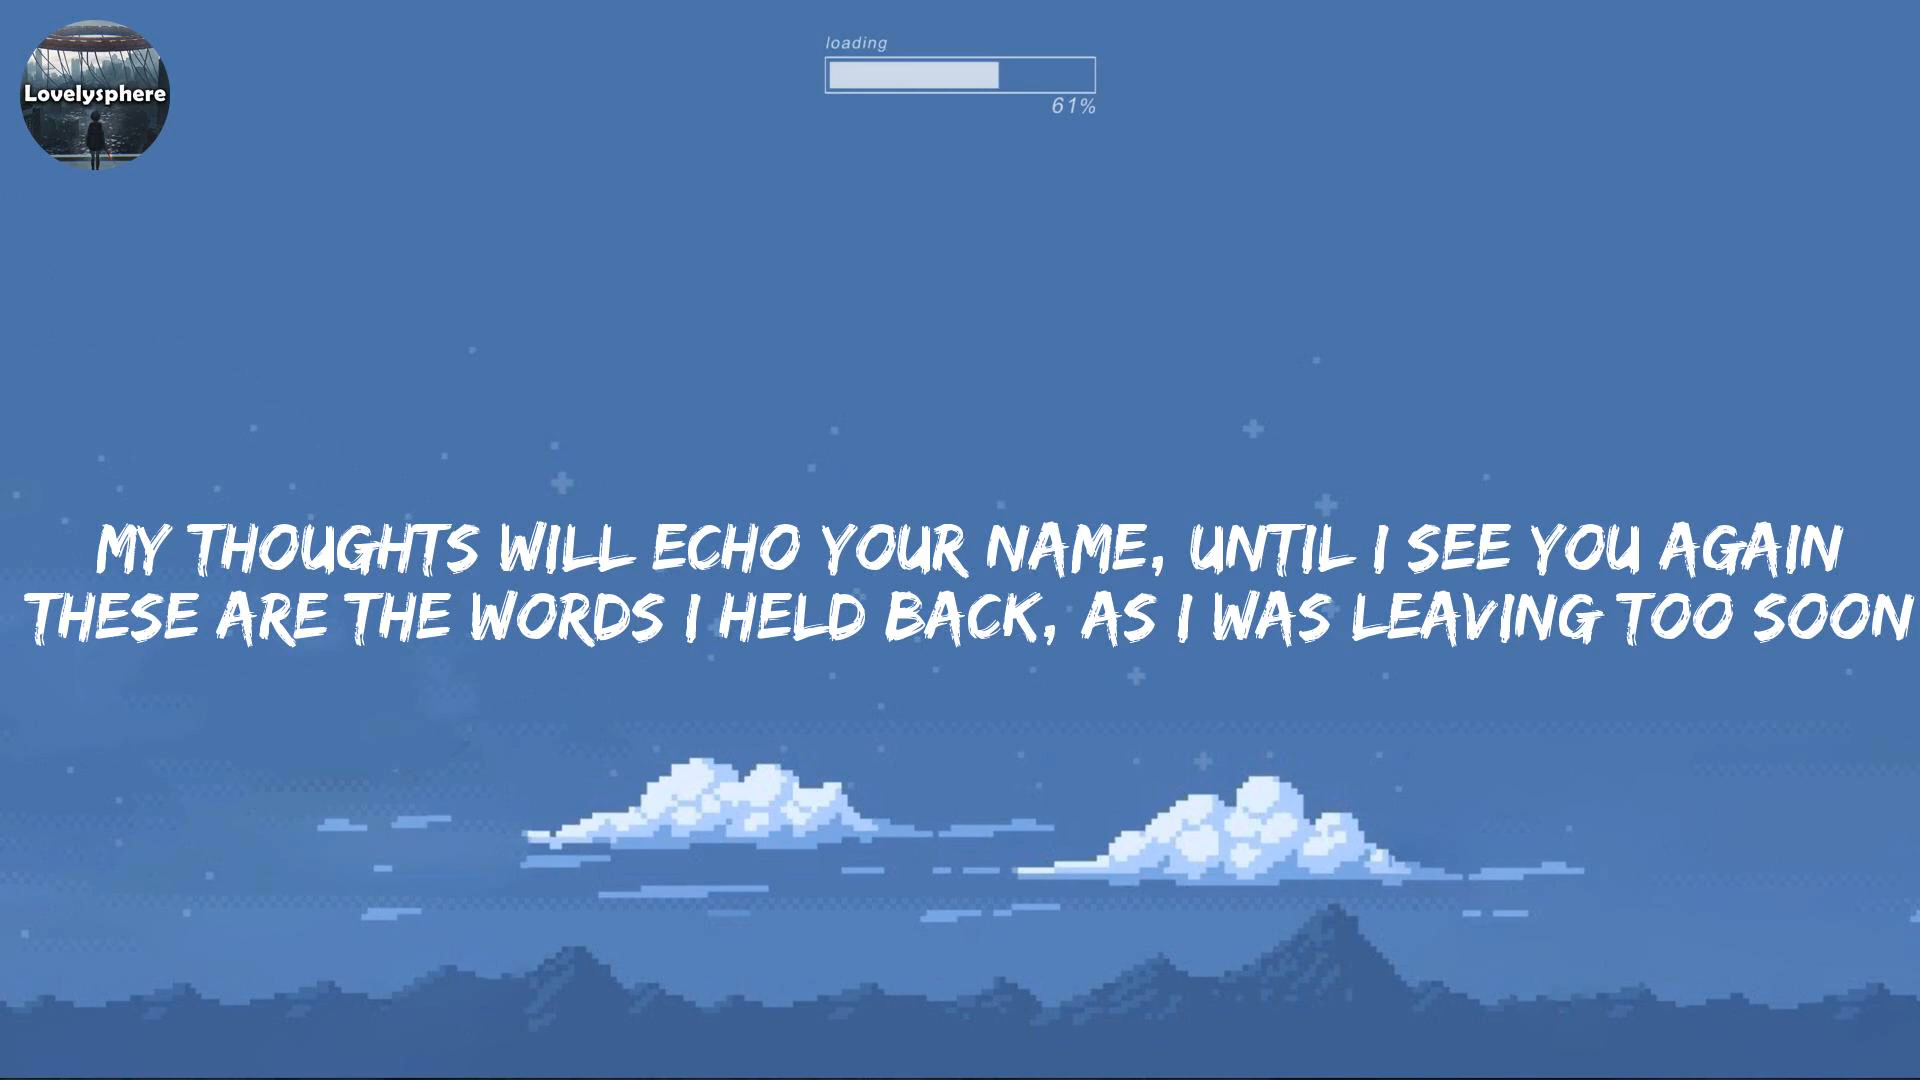 Lovelysphere
loading
61%
MY THOUGHTS WILL ECHO YOUR NAME, UNTIL I SEE YOU AGAIN
THESE ARE THE WORDS I HELD BACK, AS I WAS LEAVING TOO SOON